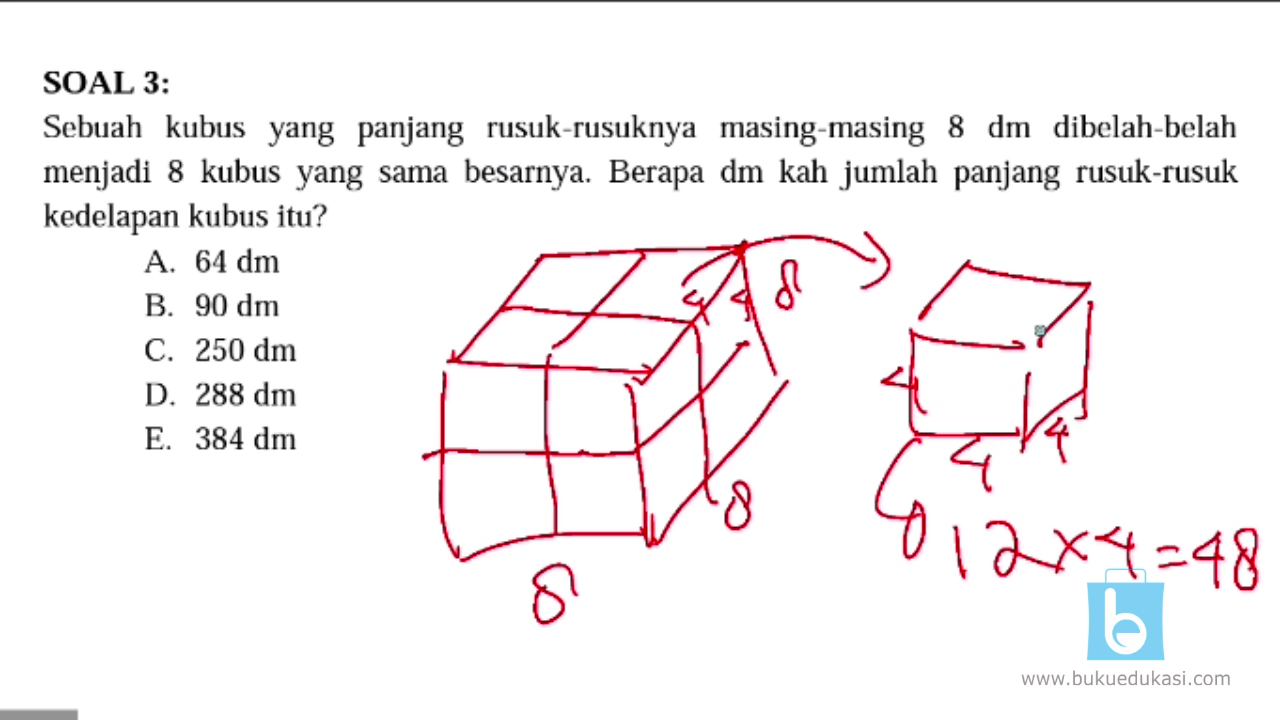 SOAL 3:
Sebuah kubus yang panjang rusuk-rusuknya masing-masing 8 dm dibelah-belah
menjadi 8 kubus yang sama besarnya. Berapa dm kah jumlah panjang rusuk-rusuk
kedelapan kubus itu?
A. 64 dm
B. 90 dm
C. 250 dm
D. 288 dm
E. 384 dm
4 4 8
8
8
4
4
4
12 x 4 = 48
b
www.bukuedukasi.com